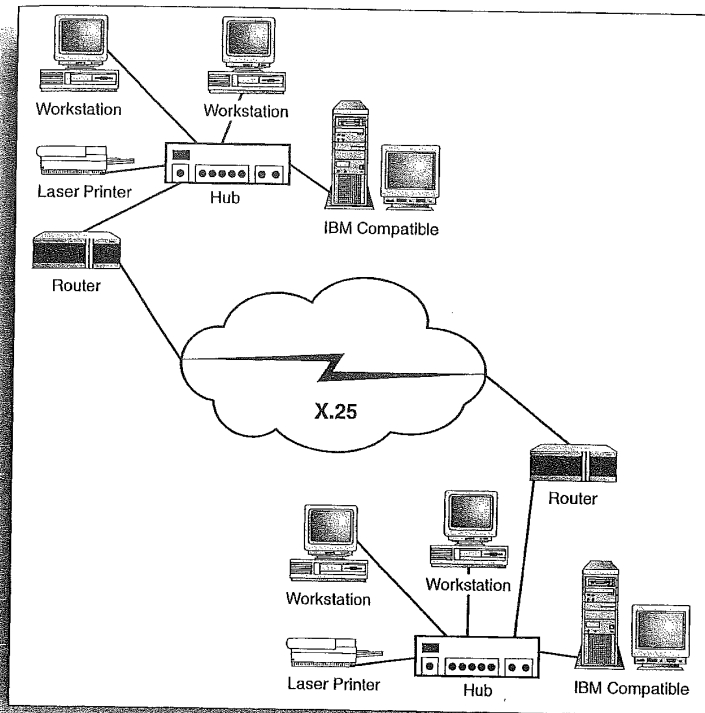 Workstation
Workstation
Laser Printer
Hub
IBM Compatible
Router
X.25
Router
Workstation
Workstation
Laser Printer
Hub
IBM Compatible